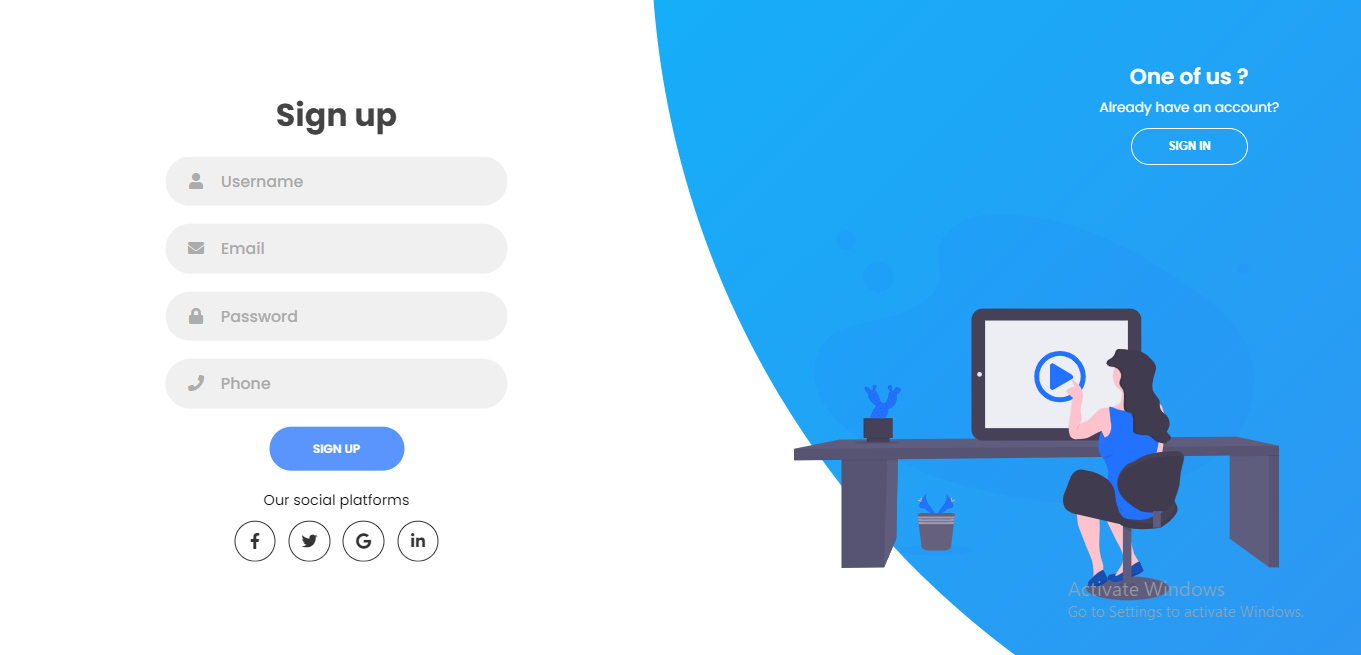 Sign up
Username
Email
Password
Phone
SIGN UP
Our social platforms
One of us ?
Already have an account?
SIGN IN
Activate Windows
Go to Settings to activate Windows.